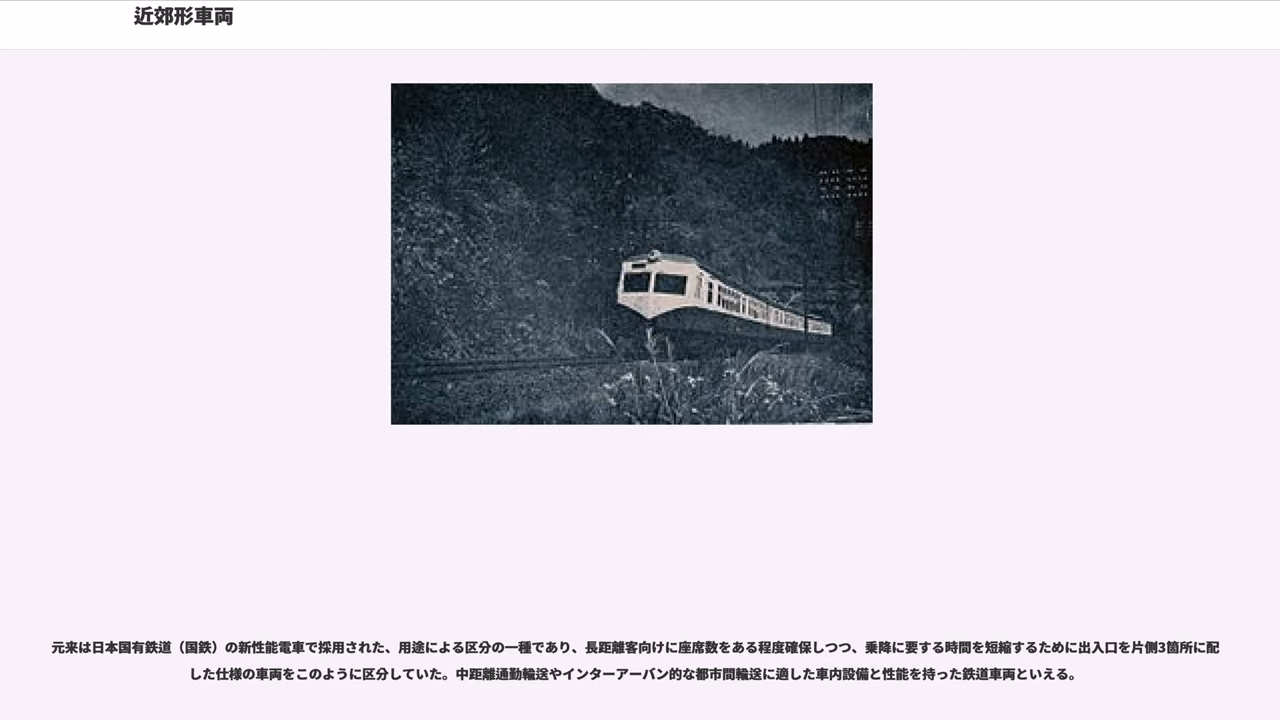 近郊形車両
元来は日本国有鉄道（国鉄）の新性能電車で採用された、用途による区分の一種であり、長距離客向けに座席数をある程度確保しつつ、乗降に要する時間を短縮するために出入口を片側3箇所に配
した仕様の車両をこのように区分していた。中距離通勤輪送やインターアーバン的な都市間輸送に適した車内設備と性能を持った鉄道車両といえる。